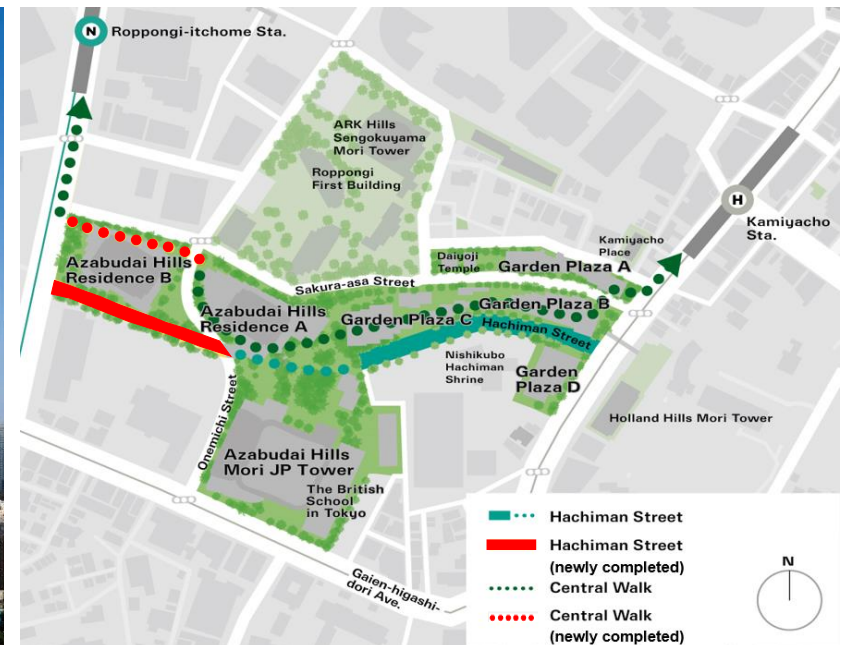 N
Roppongi-itchome Sta.
ARK Hills
Sengokuyama
Mori Tower
Roppongi
First Building
H
Kamiyacho
Sta.
Kamiyacho
Place
Daiyoji
Temple
Garden Plaza A
Azabudai Hills
Residence B
Sakura-asa Street
Azabudai Hills
Residence A
Garden Plaza B
Garden Plaza C
Hachiman Street
Nishikubo
Hachiman
Shrine
Garden
Plaza D
Onemichi Street
Holland Hills Mori Tower
Azabudai Hills
Mori JP Tower
The British
School
in Tokyo
Gaien-higashi-
dori Ave.
Hachiman Street
Hachiman Street
(newly completed)
Central Walk
Central Walk
(newly completed)
N